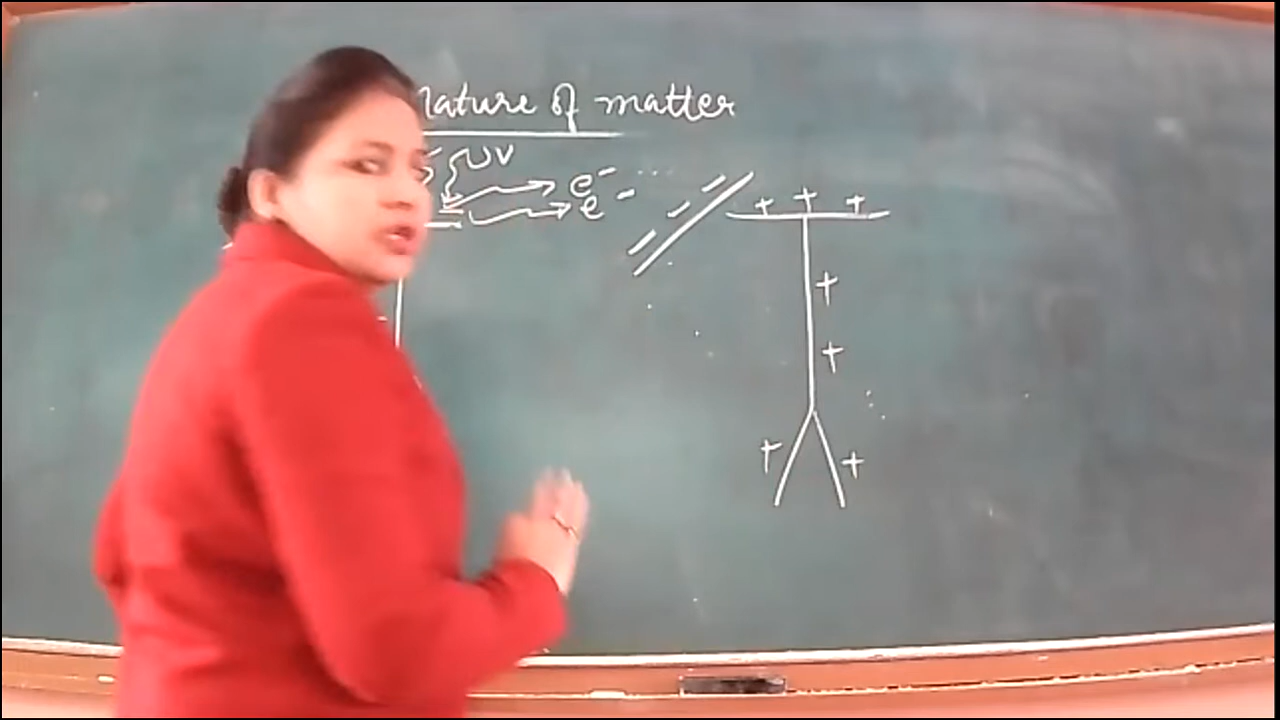 Nature of matter
UV
e-
e-
+ + +
+
+
+ +